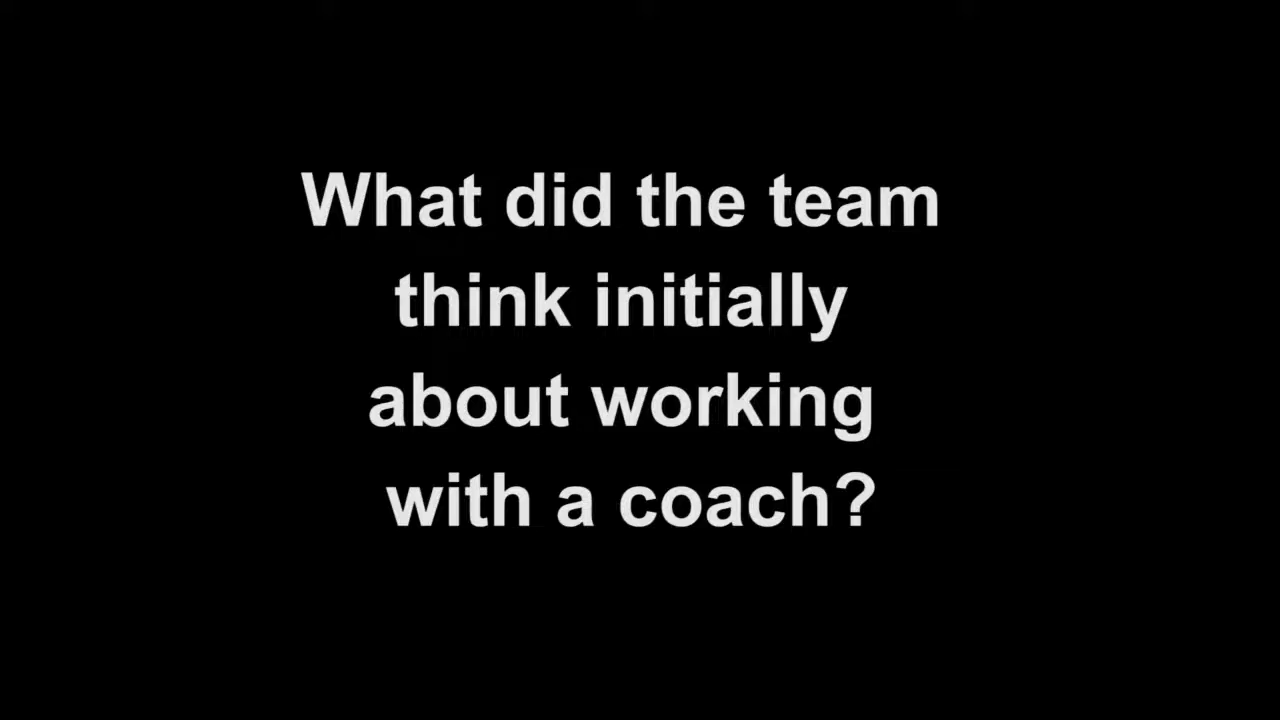 What did the team
think initially
about working
with a coach?